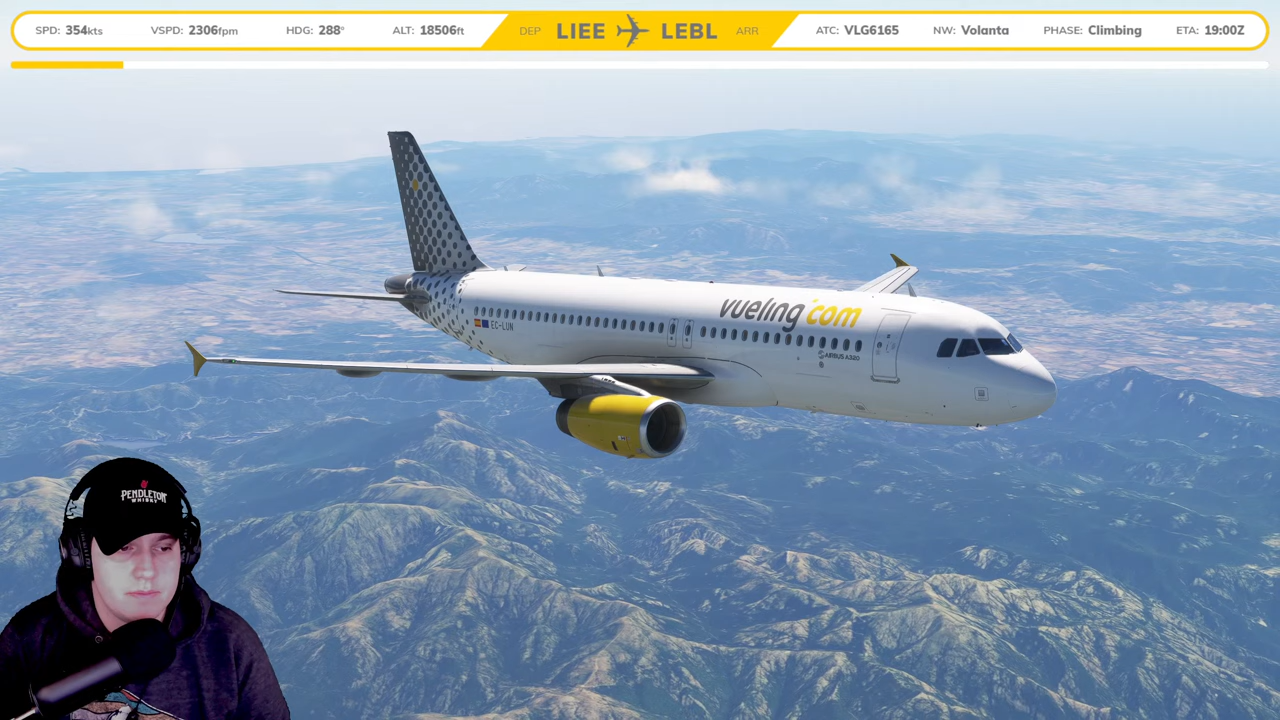 SPD: 354kts VSPD: 2306fpm HDG: 288° ALT: 18506ft DEP LIEE LEBL ARR ATC: VLG6165 NW: Volanta PHASE: Climbing ETA: 19:00Z
vueling.com
EC-LUN
AIRBUS A320
PENDLETON
WHISKY